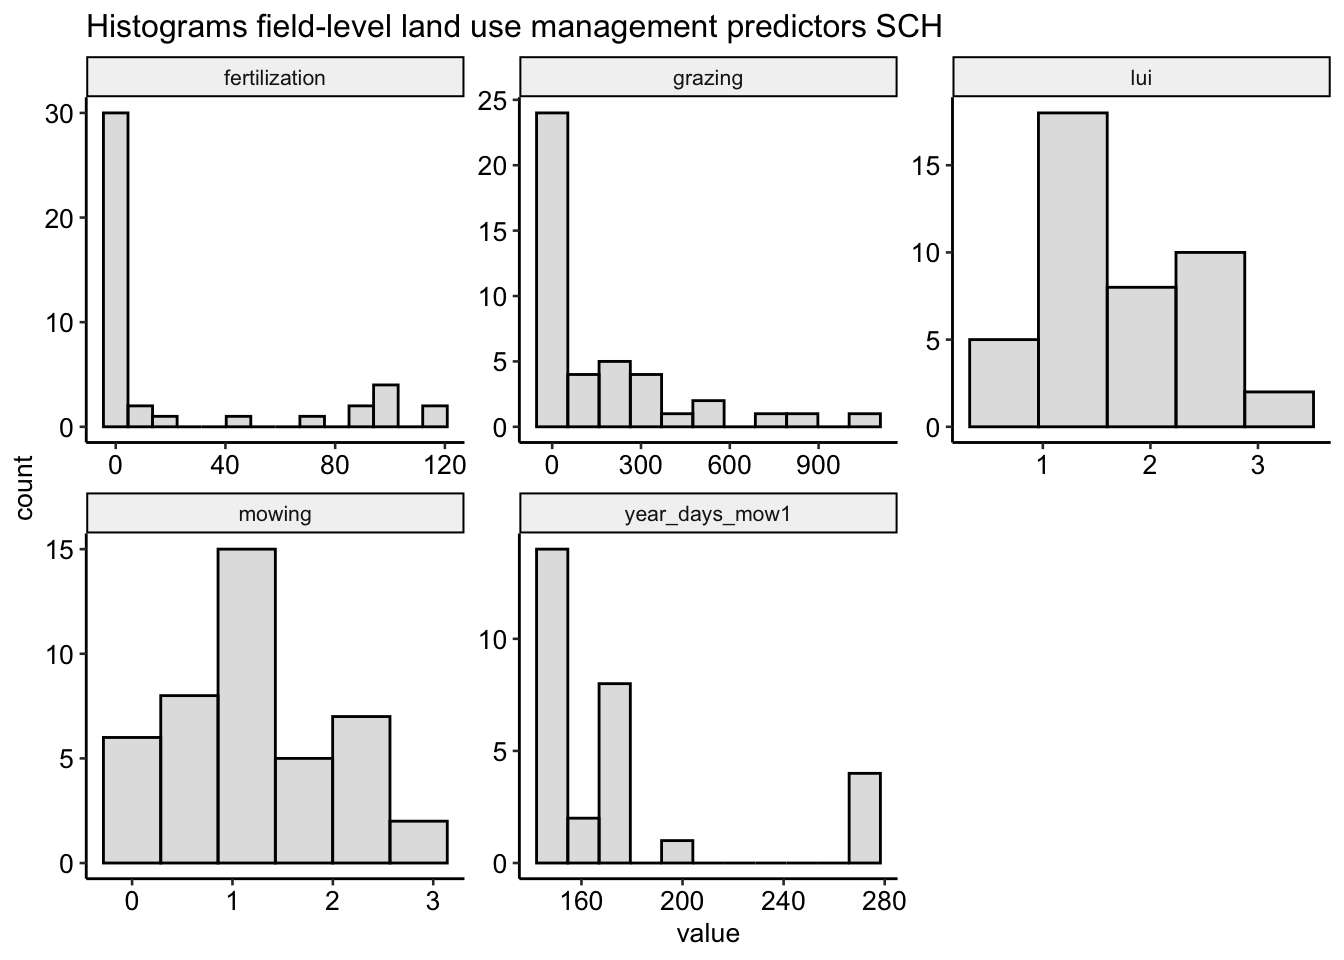 Histograms field-level land use management predictors SCH
fertilization
grazing
lui
30
20
10
0
0 40 80 120
25
20
15
10
5
0
0 300 600 900
15
10
5
0
1 2 3
count
mowing
year_days_mow1
15
10
5
0
0 1 2 3
10
5
0
160 200 240 280
value